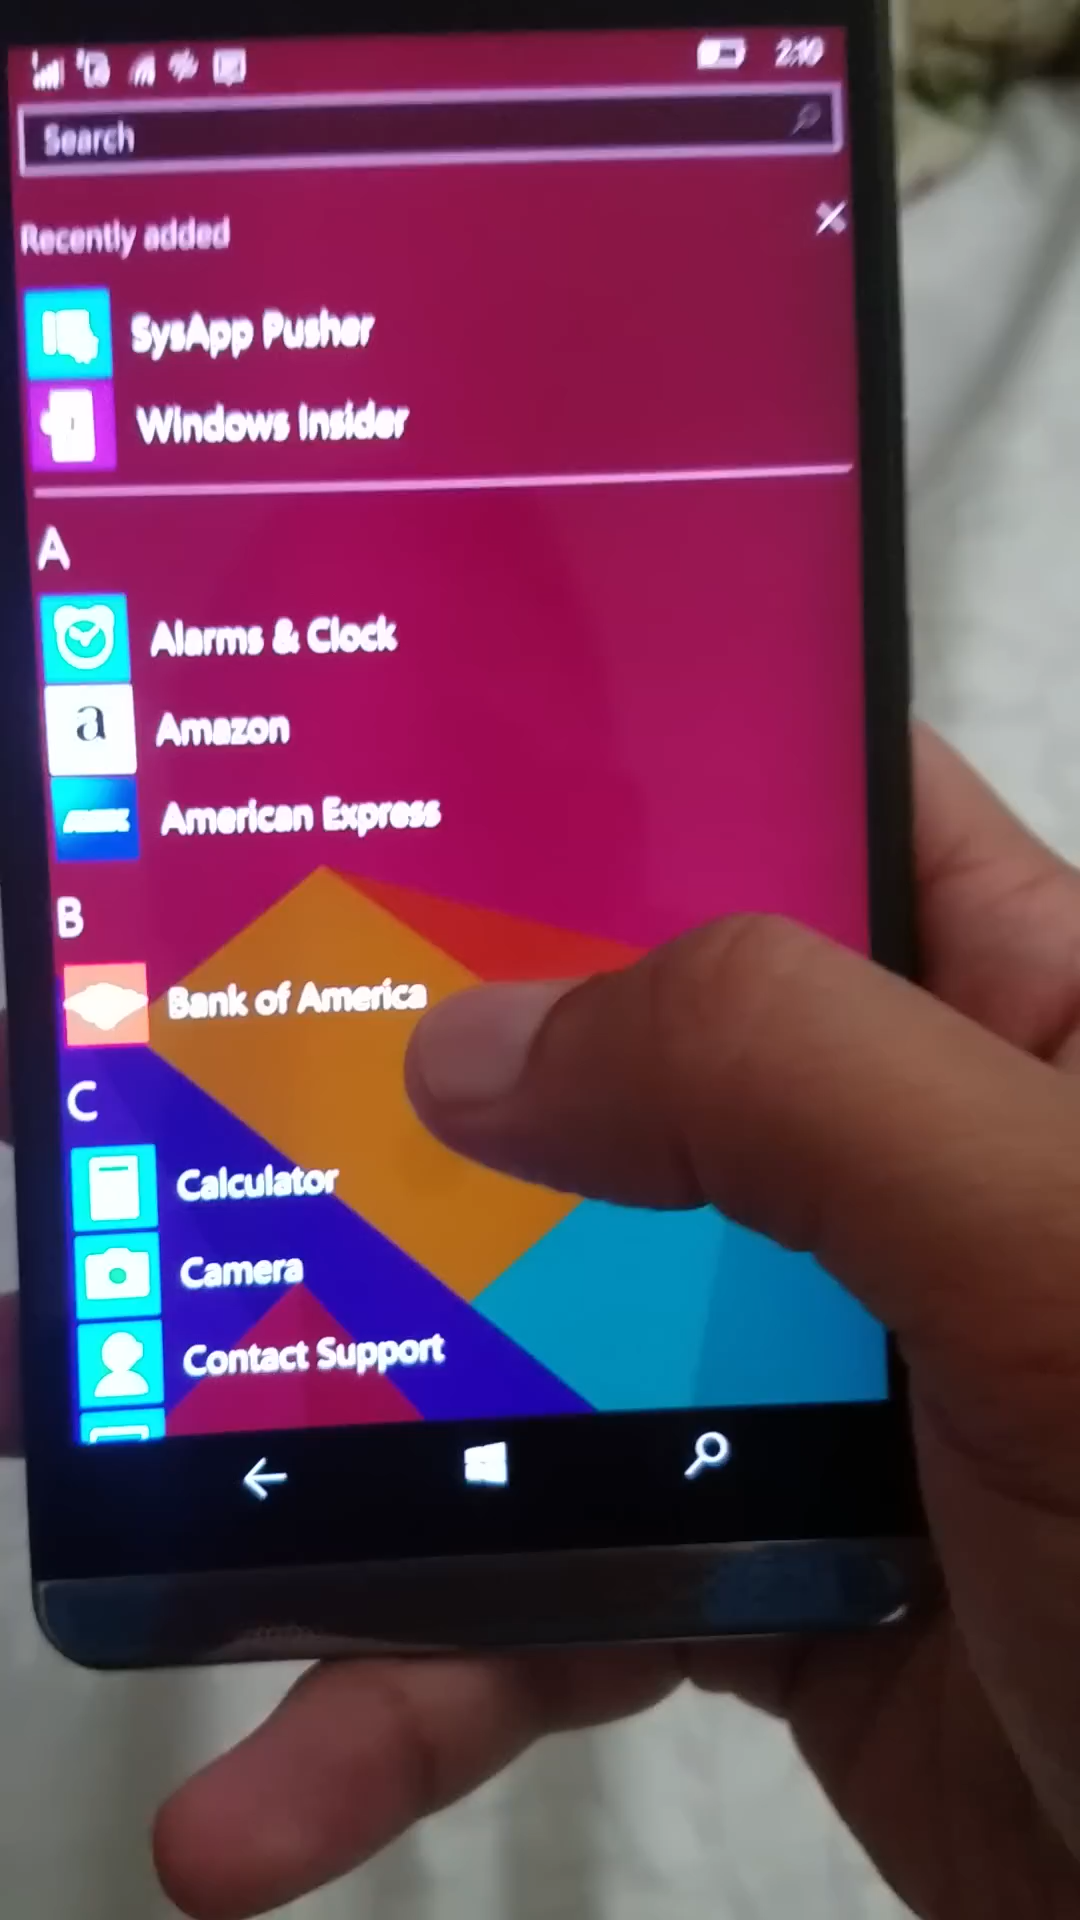 2:10
Search
Recently added
SysApp Pusher
Windows Insider
A
Alarms & Clock
a
Amazon
American Express
B
Bank of America
C
Calculator
Camera
Contact Support